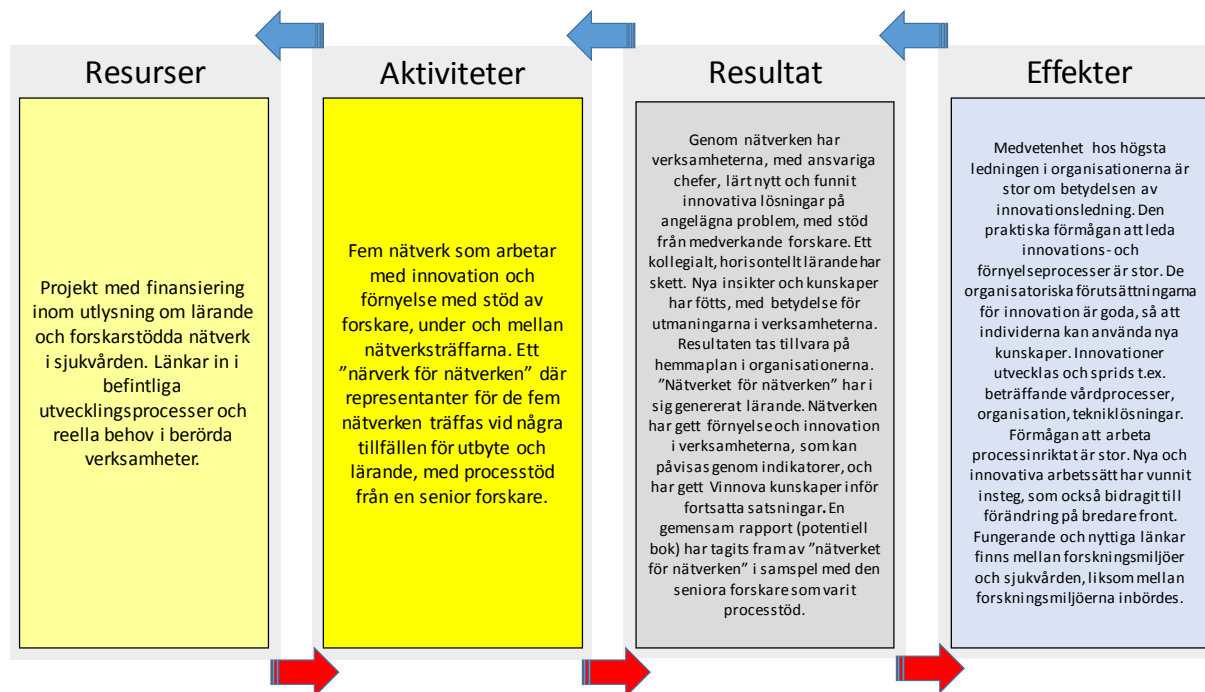 Resurser
Projekt med finansiering
inom utlysning om lärande
och forskarstödda nätverk
i sjukvården. Länkar in i
befintliga
utvecklingsprocesser och
reella behov i berörda
verksamheter.
Aktiviteter
Fem nätverk som arbetar
med innovation och
förnyelse med stöd av
forskare, under och mellan
nätverksträffarna. Ett
”närverk för nätverken” där
representanter för de fem
nätverken träffas vid några
tillfällen för utbyte och
lärande, med processtöd
från en senior forskare.
Resultat
Genom nätverken har
verksamheterna, med ansvariga
chefer, lärt nytt och funnit
innovativa lösningar på
angelägna problem, med stöd
från medverkande forskare. Ett
kollegialt, horisontellt lärande har
skett. Nya insikter och kunskaper
har fötts, med betydelse för
utmaningarna i verksamheterna.
Resultaten tas tillvara på
hemmaplan i organisationerna.
”Nätverket för nätverken” har i
sig genererat lärande. Nätverken
har gett förnyelse och innovation
i verksamheterna, som kan
påvisas genom indikatorer, och
har gett Vinnova kunskaper inför
fortsatta satsningar. En
gemensam rapport (potentiell
bok) har tagits fram av ”nätverket
för nätverken” i samspel med den
seniora forskare som varit
processtöd.
Effekter
Medvetenhet hos högsta
ledningen i organisationerna är
stor om betydelsen av
innovationsledning. Den
praktiska förmågan att leda
innovations- och
förnyelseprocesser är stor. De
organisatoriska förutsättningarna
för innovation är goda, så att
individerna kan använda nya
kunskaper. Innovationer
utvecklas och sprids t.ex.
beträffande vårdprocesser,
organisation, tekniklösningar.
Förmågan att arbeta
processinriktat är stor. Nya och
innovativa arbetssätt har vunnit
insteg, som också bidragit till
förändring på bredare front.
Fungerande och nyttiga länkar
finns mellan forskningsmiljöer
och sjukvården, liksom mellan
forskningsmiljöerna inbördes.